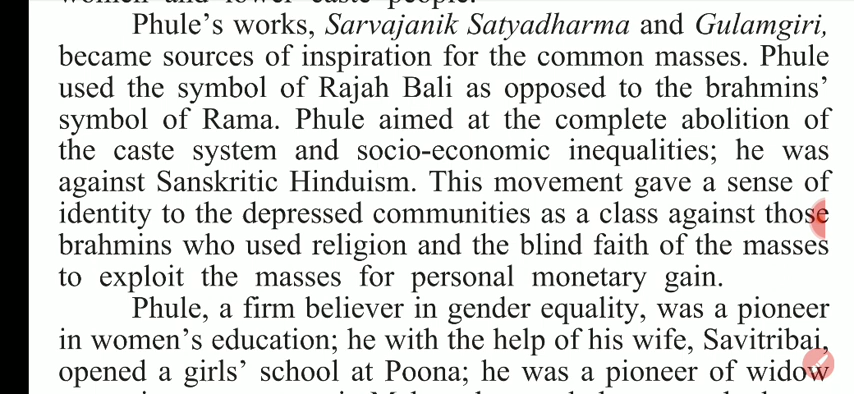 women and lower caste people.
Phule’s works, Sarvajanik Satyadharma and Gulamgiri,
became sources of inspiration for the common masses. Phule
used the symbol of Rajah Bali as opposed to the brahmins’
symbol of Rama. Phule aimed at the complete abolition of
the caste system and socio-economic inequalities; he was
against Sanskritic Hinduism. This movement gave a sense of
identity to the depressed communities as a class against those
brahmins who used religion and the blind faith of the masses
to exploit the masses for personal monetary gain.
Phule, a firm believer in gender equality, was a pioneer
in women’s education; he with the help of his wife, Savitribai,
opened a girls’ school at Poona; he was a pioneer of widow